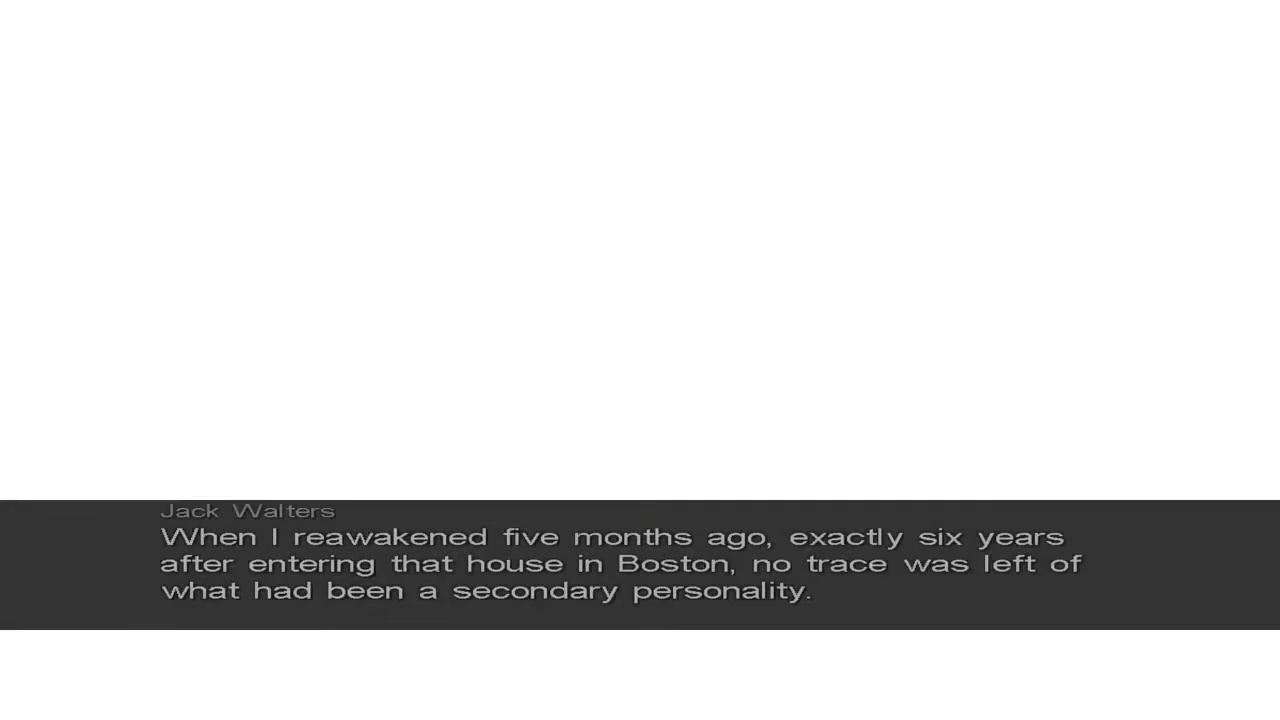 Jack Walters
When I reawakened five months ago, exactly six years
after entering that house in Boston, no trace was left of
what had been a secondary personality.